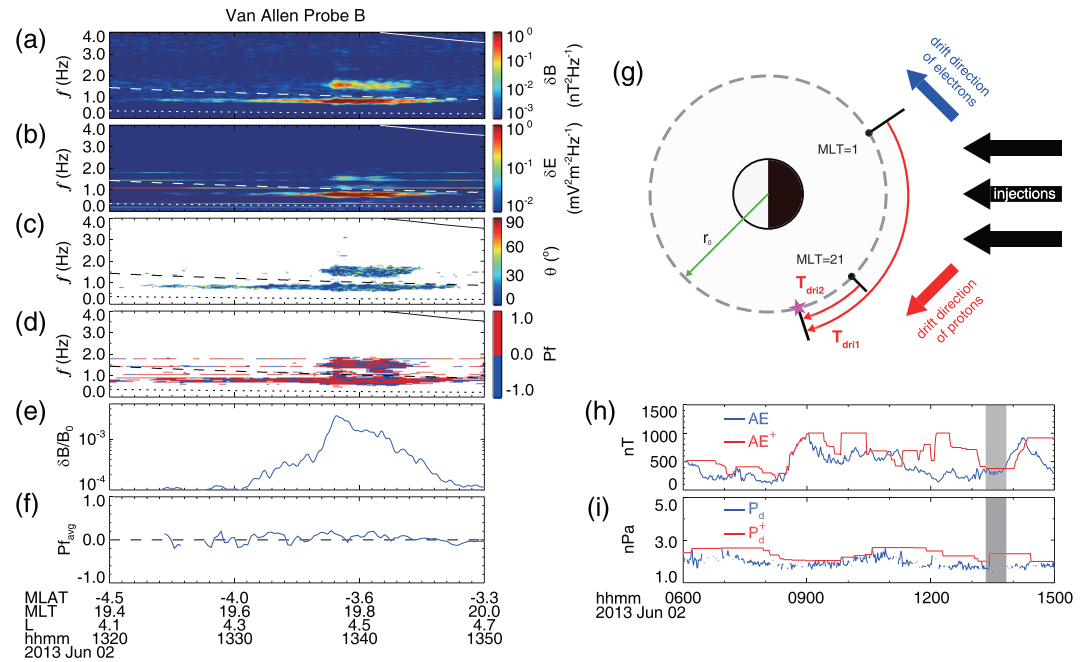 Van Allen Probe B
(a)
4.0
3.0
2.0
1.0
0.0
f (Hz)
10^0
10^-1
10^-2
10^-3
δB
(nT²Hz⁻¹)
(b)
4.0
3.0
2.0
1.0
0.0
f (Hz)
10^0
10^-1
10^-2
δE
(mV²m⁻²Hz⁻¹)
(c)
4.0
3.0
2.0
1.0
0.0
f (Hz)
90
60
30
0
θ (°)
(d)
4.0
3.0
2.0
1.0
0.0
f (Hz)
1.0
0.0
-1.0
Pf
(e)
10^-3
10^-4
δB/B₀
(f)
1.0
0.0
-1.0
Pf_avg
MLAT -4.5 -4.0 -3.6 -3.3
MLT 19.4 19.6 19.8 20.0
L 4.1 4.3 4.5 4.7
hhmm 1320 1330 1340 1350
2013 Jun 02
(g)
drift direction
of electrons
MLT=1
injections
r₀
MLT=21
T_dri2
T_dri1
drift direction
of protons
(h)
1500
1000
500
0
nT
AE
AE⁺
(i)
5.0
3.0
1.0
nPa
P_d
P_d⁺
hhmm 0600 0900 1200 1500
2013 Jun 02